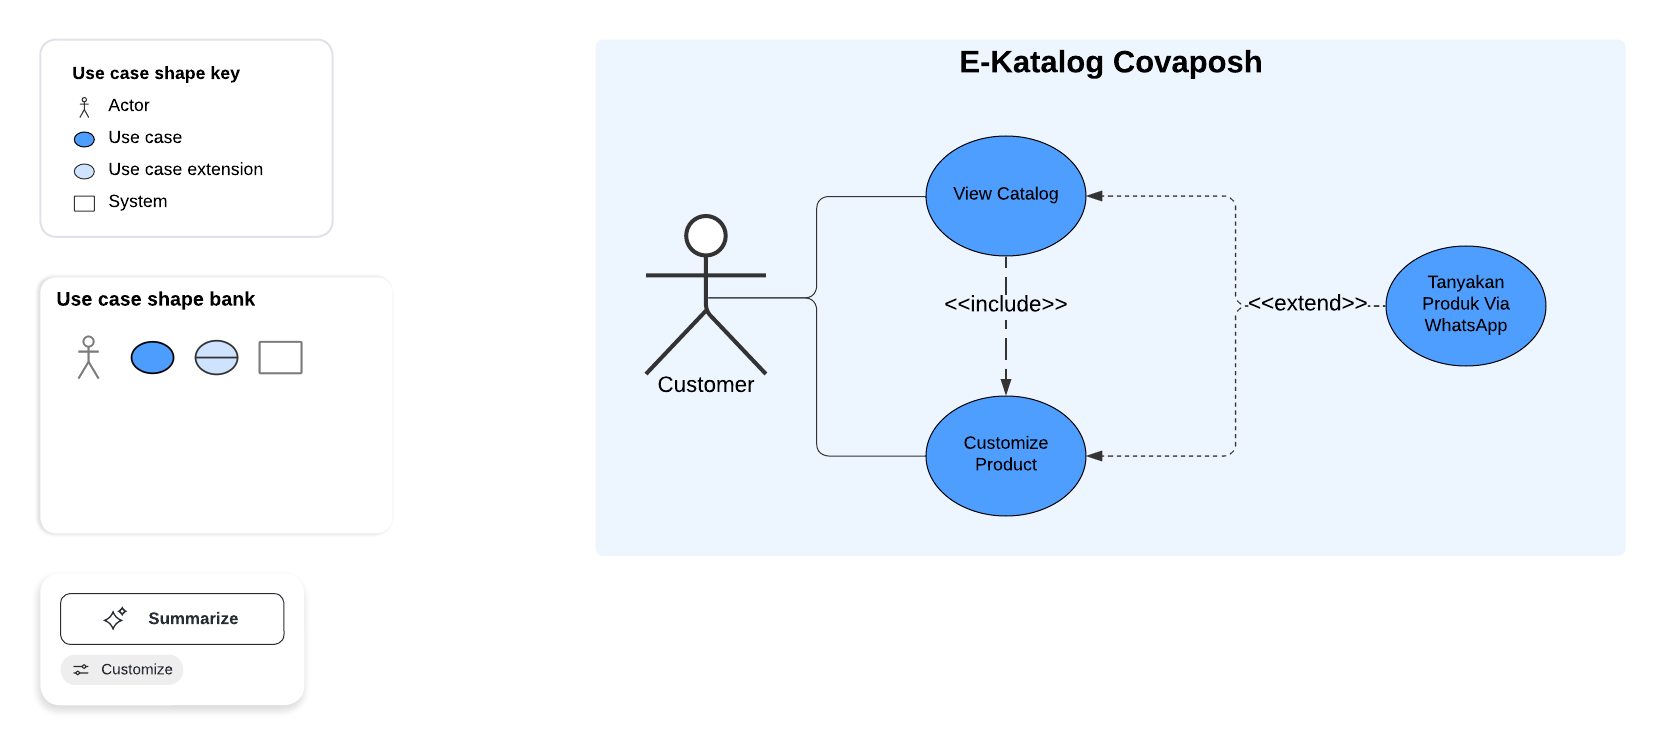 Use case shape key
Actor
Use case
Use case extension
System
Use case shape bank
Summarize
Customize
E-Katalog Covaposh
View Catalog
<<include>>
Customer
Customize
Product
<<extend>>
Tanyakan
Produk Via
WhatsApp